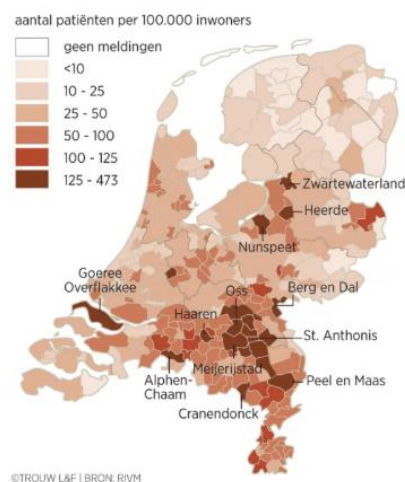 aantal patiënten per 100.000 inwoners
geen meldingen
<10
10 - 25
25 - 50
50 - 100
100 - 125
125 - 473
Zwartewaterland
Heerde
Nunspeet
Goeree
Overflakkee
Oss
Berg en Dal
Haaren
St. Anthonis
Meijerijstad
Alphen-
Chaam
Peel en Maas
Cranendonck
©TROUW L&F | BRON: RIVM